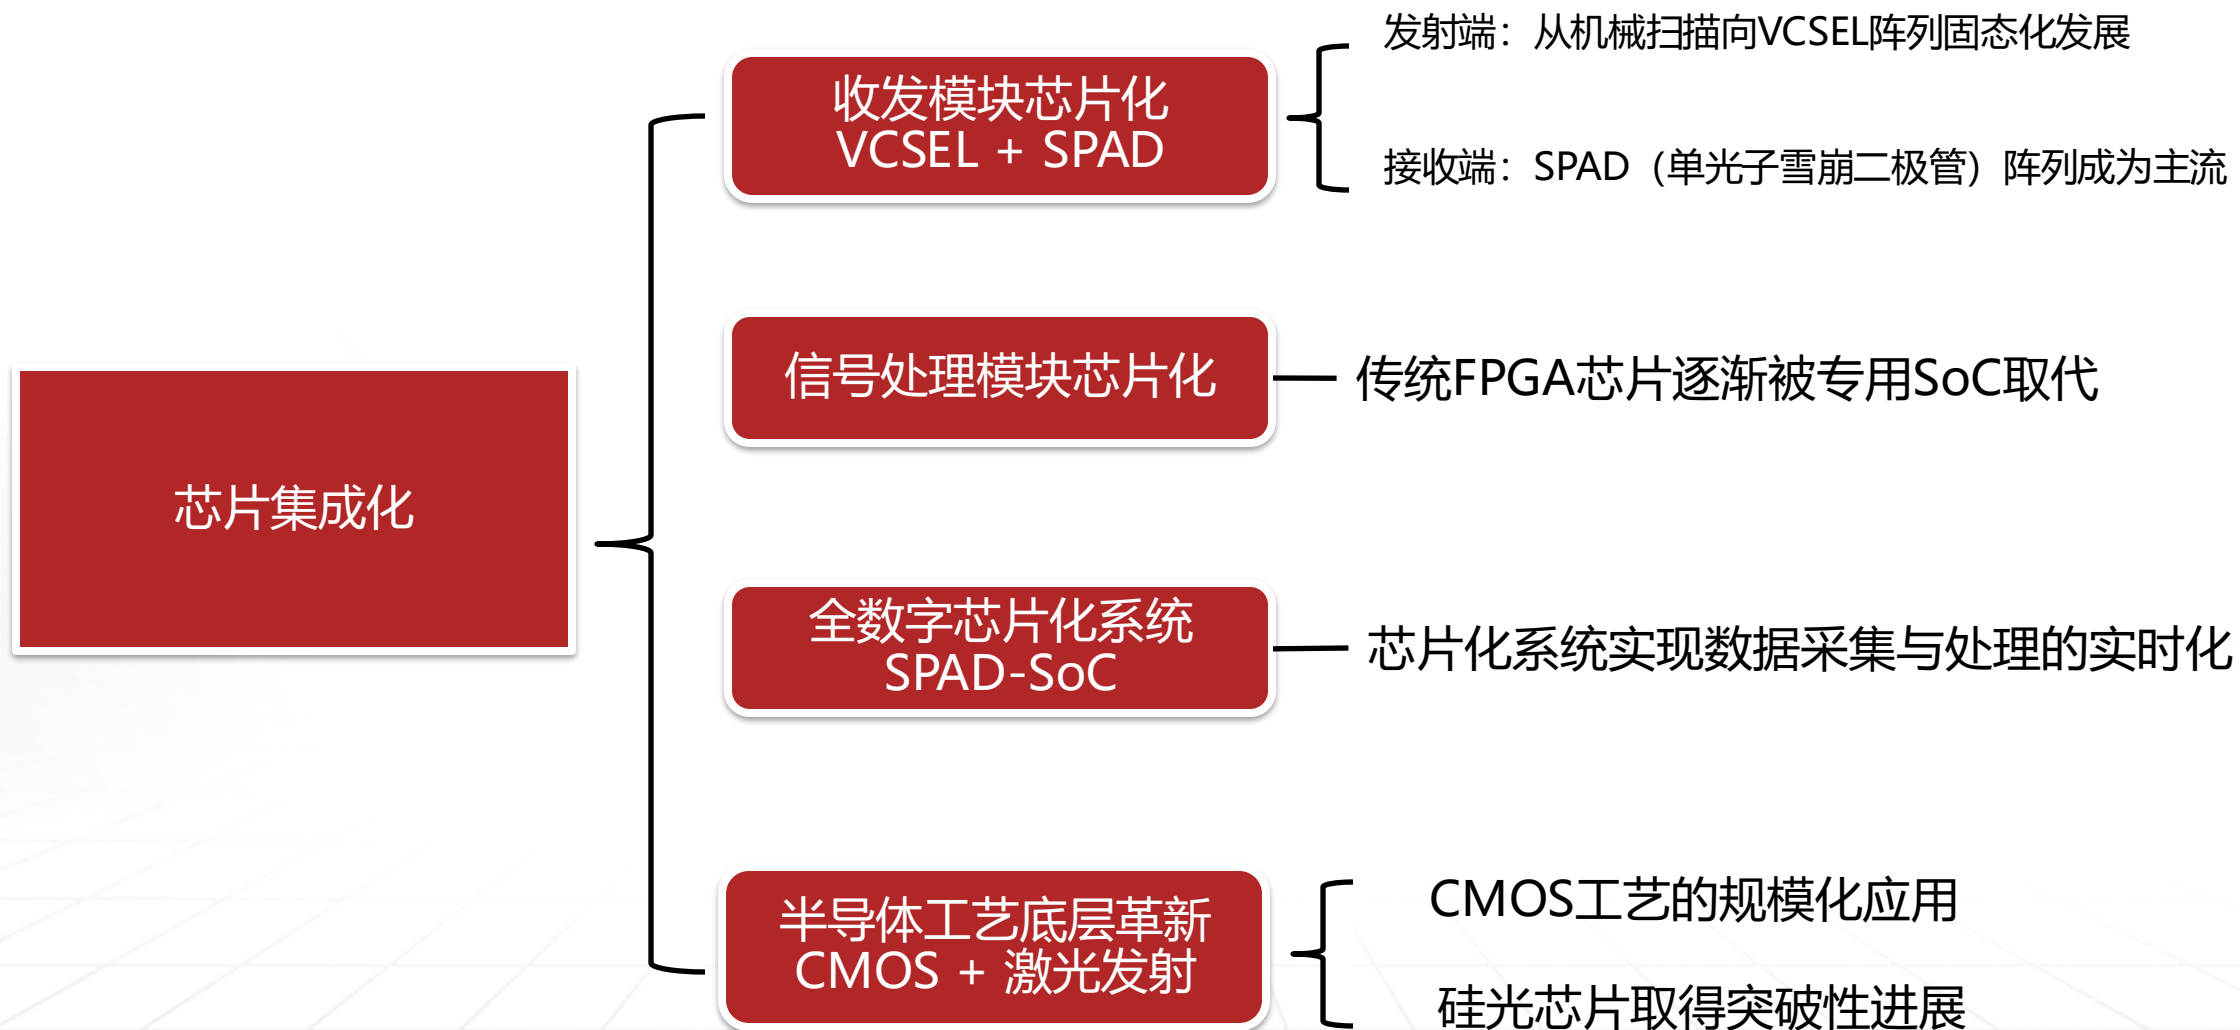 芯片集成化
收发模块芯片化
VCSEL + SPAD
发射端：从机械扫描向VCSEL阵列固态化发展
接收端：SPAD（单光子雪崩二极管）阵列成为主流
信号处理模块芯片化
传统FPGA芯片逐渐被专用SoC取代
全数字芯片化系统
SPAD-SoC
芯片化系统实现数据采集与处理的实时化
半导体工艺底层革新
CMOS + 激光发射
CMOS工艺的规模化应用
硅光芯片取得突破性进展